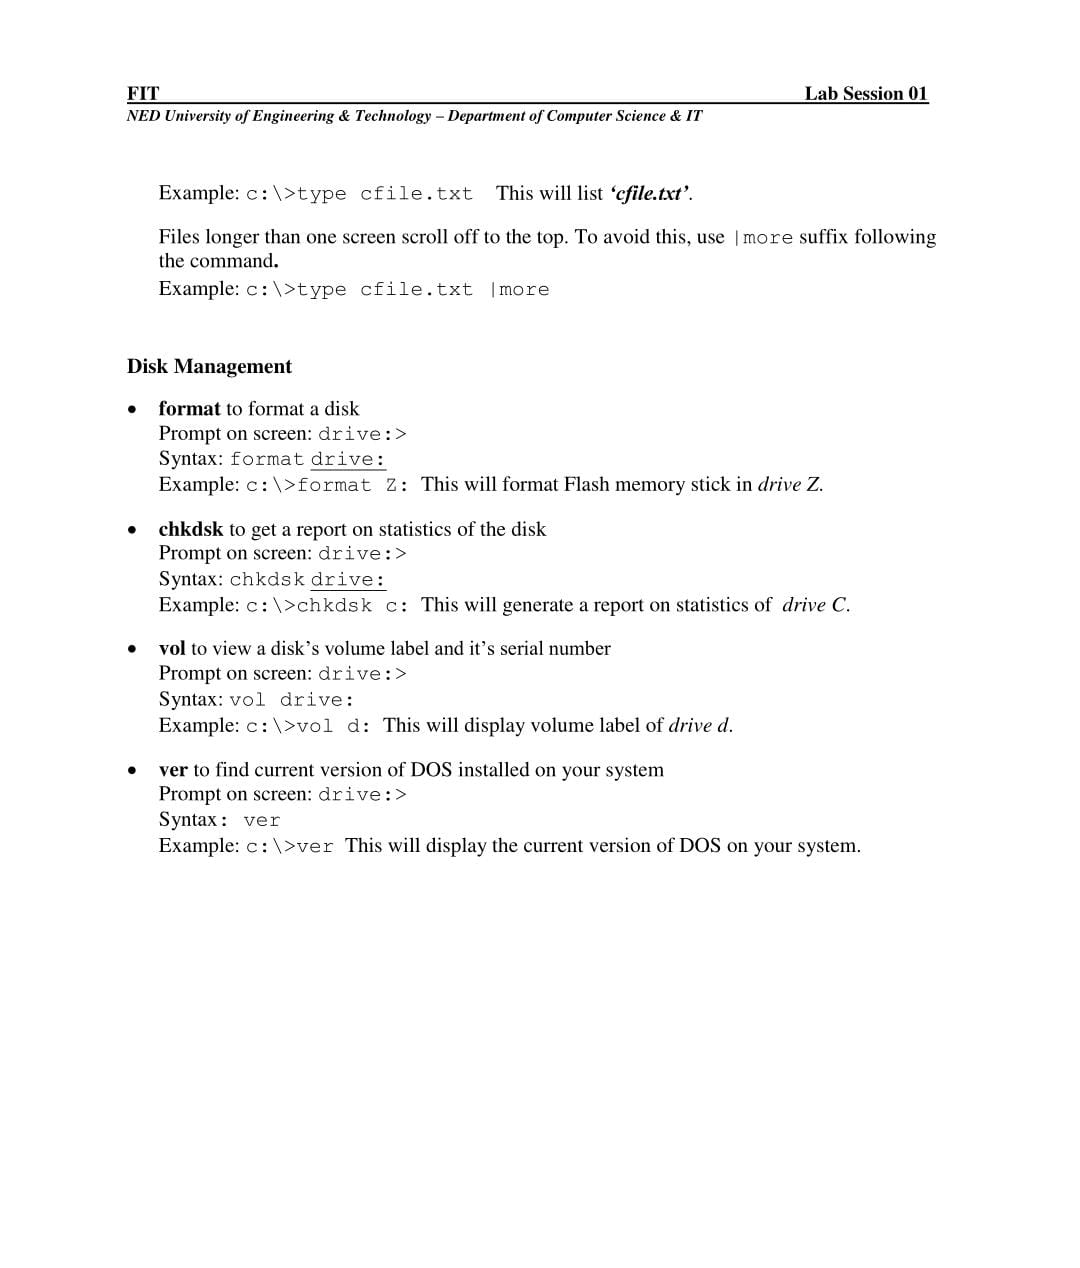 FIT Lab Session 01
NED University of Engineering & Technology – Department of Computer Science & IT
Example: c:\>type cfile.txt This will list ‘cfile.txt’.
Files longer than one screen scroll off to the top. To avoid this, use |more suffix following
the command.
Example: c:\>type cfile.txt |more
Disk Management
• format to format a disk
Prompt on screen: drive:>
Syntax: format drive:
Example: c:\>format Z: This will format Flash memory stick in drive Z.
• chkdsk to get a report on statistics of the disk
Prompt on screen: drive:>
Syntax: chkdsk drive:
Example: c:\>chkdsk c: This will generate a report on statistics of drive C.
• vol to view a disk’s volume label and it’s serial number
Prompt on screen: drive:>
Syntax: vol drive:
Example: c:\>vol d: This will display volume label of drive d.
• ver to find current version of DOS installed on your system
Prompt on screen: drive:>
Syntax: ver
Example: c:\>ver This will display the current version of DOS on your system.